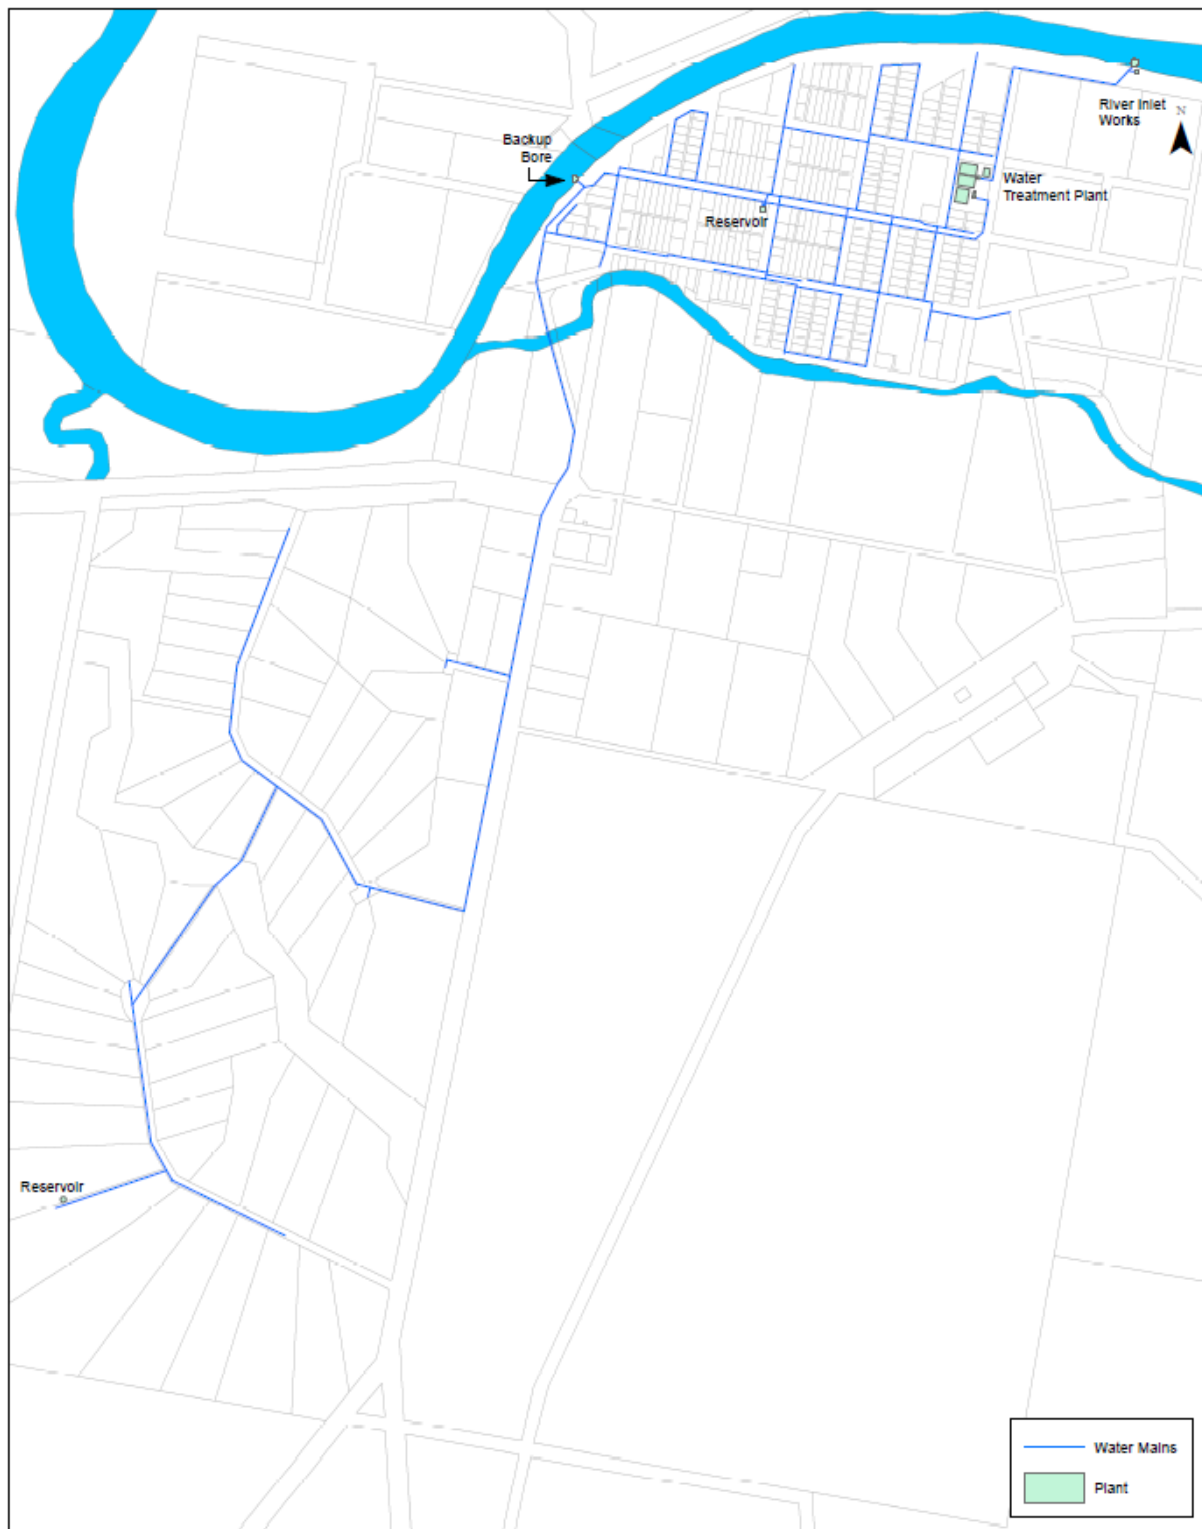 River Inlet
Works
N
Backup
Bore
Water
Treatment Plant
Reservoir
Reservoir
Water Mains
Plant